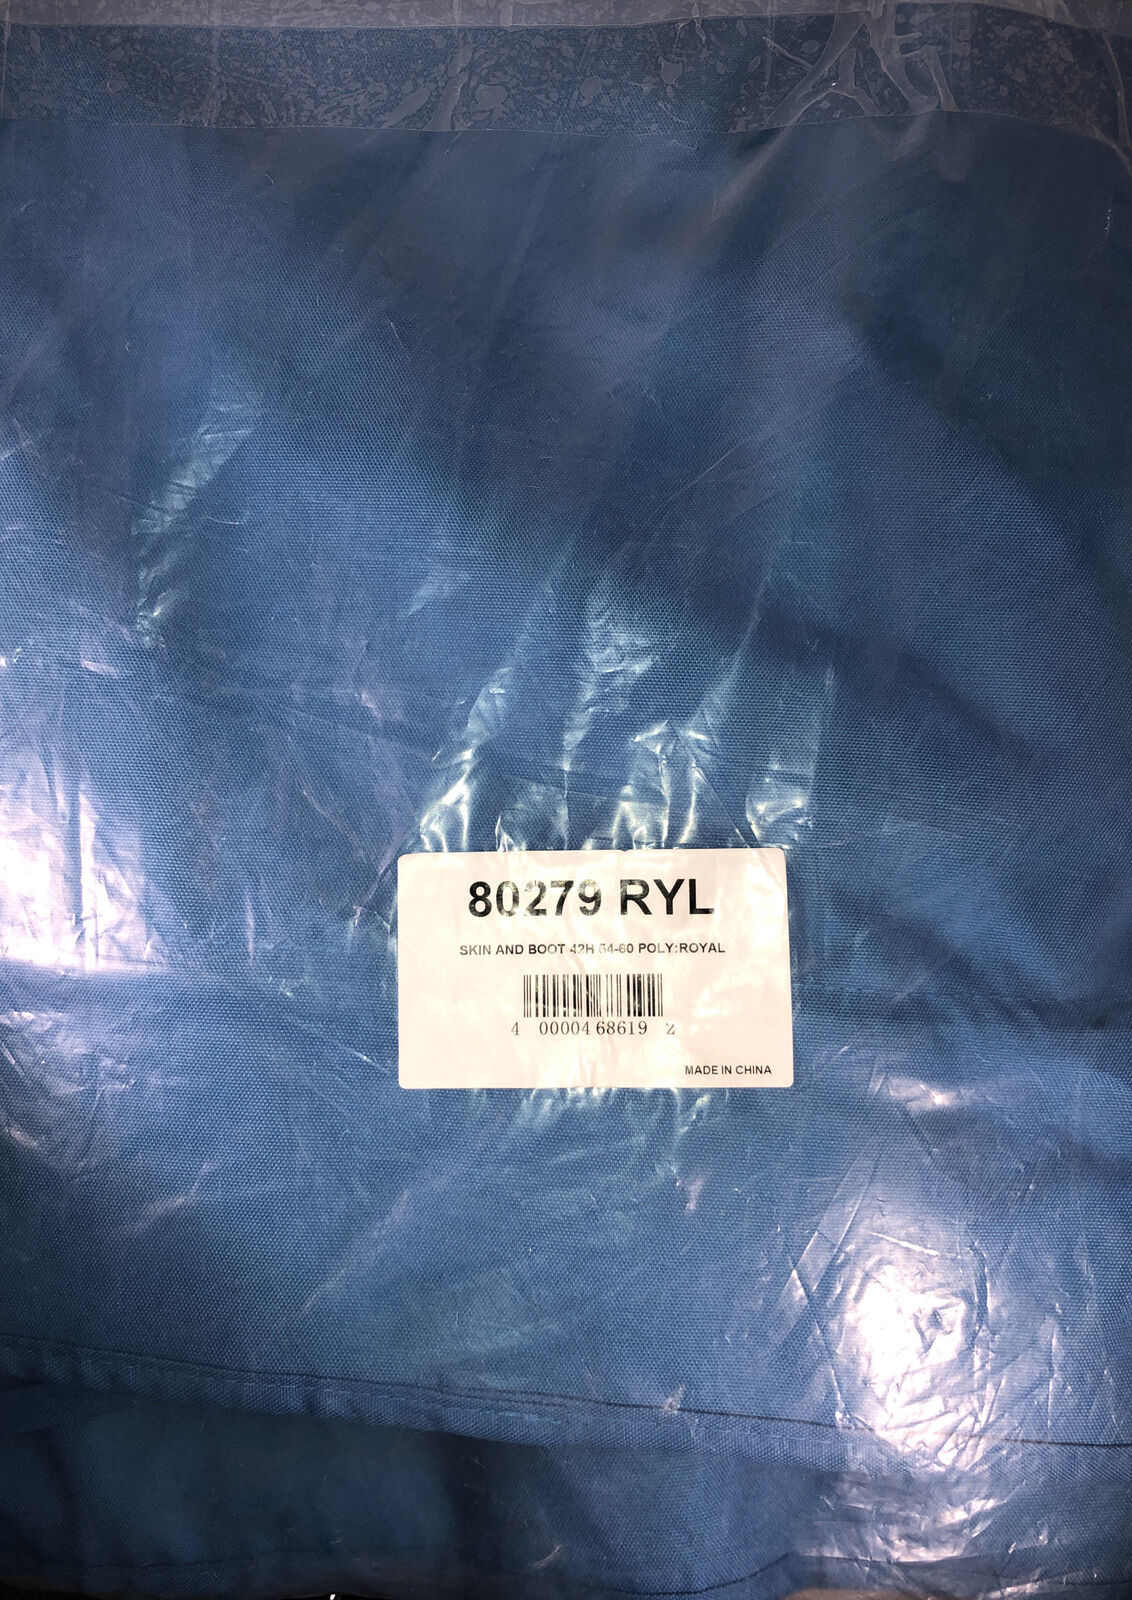 80279 RYL
SKIN AND BOOT 42H 54-60 POLY:ROYAL
4 00004 68619 2
MADE IN CHINA